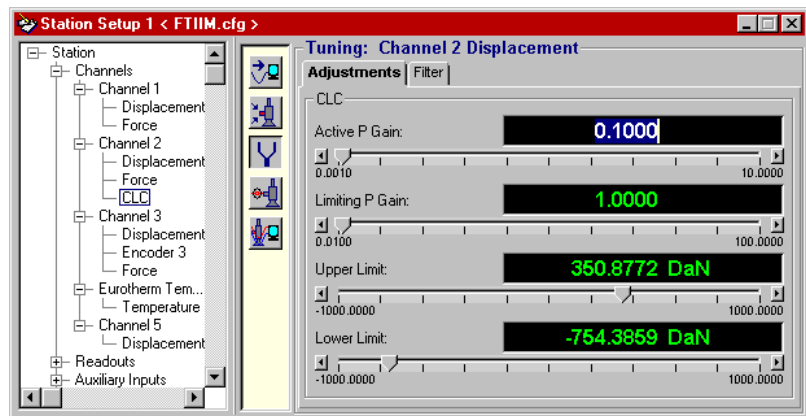 Station Setup 1 < FTIIM.cfg >
Station
Channels
Channel 1
Displacement
Force
Channel 2
Displacement
Force
CLC
Channel 3
Displacement
Encoder 3
Force
Eurotherm Tem...
Temperature
Channel 5
Displacement
Readouts
Auxiliary Inputs
Tuning: Channel 2 Displacement
Adjustments Filter
CLC
Active P Gain: 0.1000
0.0010 10.0000
Limiting P Gain: 1.0000
0.0100 100.0000
Upper Limit: 350.8772 DaN
-1000.0000 1000.0000
Lower Limit: -754.3859 DaN
-1000.0000 1000.0000